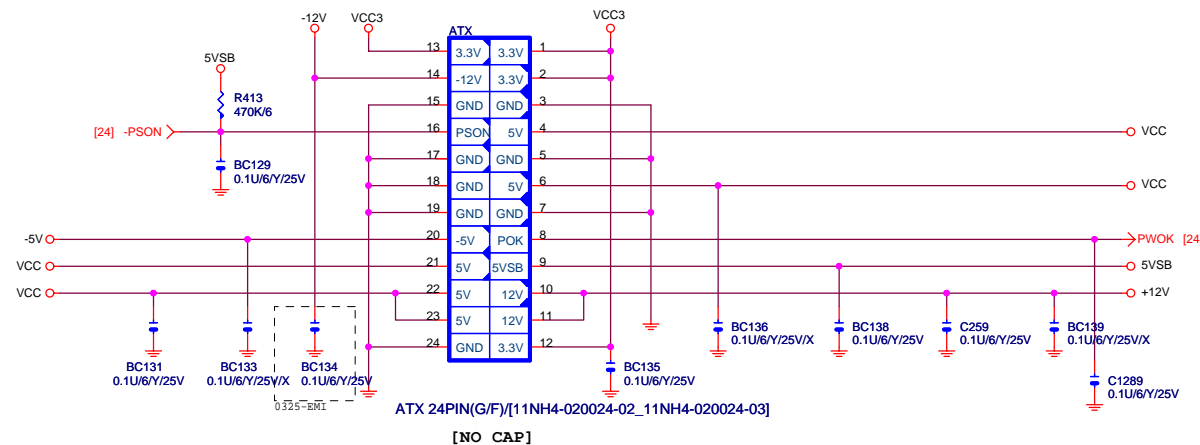 -12V VCC3 VCC3
ATX
5VSB
13 3.3V 3.3V 1
14 -12V 3.3V 2
R413
470K/6
15 GND GND 3
[24] -PSON 16 PSON 5V 4 VCC
BC129
0.1U/6/Y/25V
17 GND GND 5
18 GND 5V 6 VCC
19 GND GND 7
-5V 20 -5V POK 8 PWOK [24
VCC 21 5V 5VSB 9 5VSB
VCC 22 5V 12V 10 +12V
23 5V 12V 11
24 GND 3.3V 12
BC131
0.1U/6/Y/25V
BC133
0.1U/6/Y/25V/X
BC134
0.1U/6/Y/25V
BC135
0.1U/6/Y/25V
BC136
0.1U/6/Y/25V/X
BC138
0.1U/6/Y/25V
C259
0.1U/6/Y/25V
BC139
0.1U/6/Y/25V/X
C1289
0.1U/6/Y/25V
0325-EMI
ATX 24PIN(G/F)/[11NH4-020024-02_11NH4-020024-03]
[NO CAP]